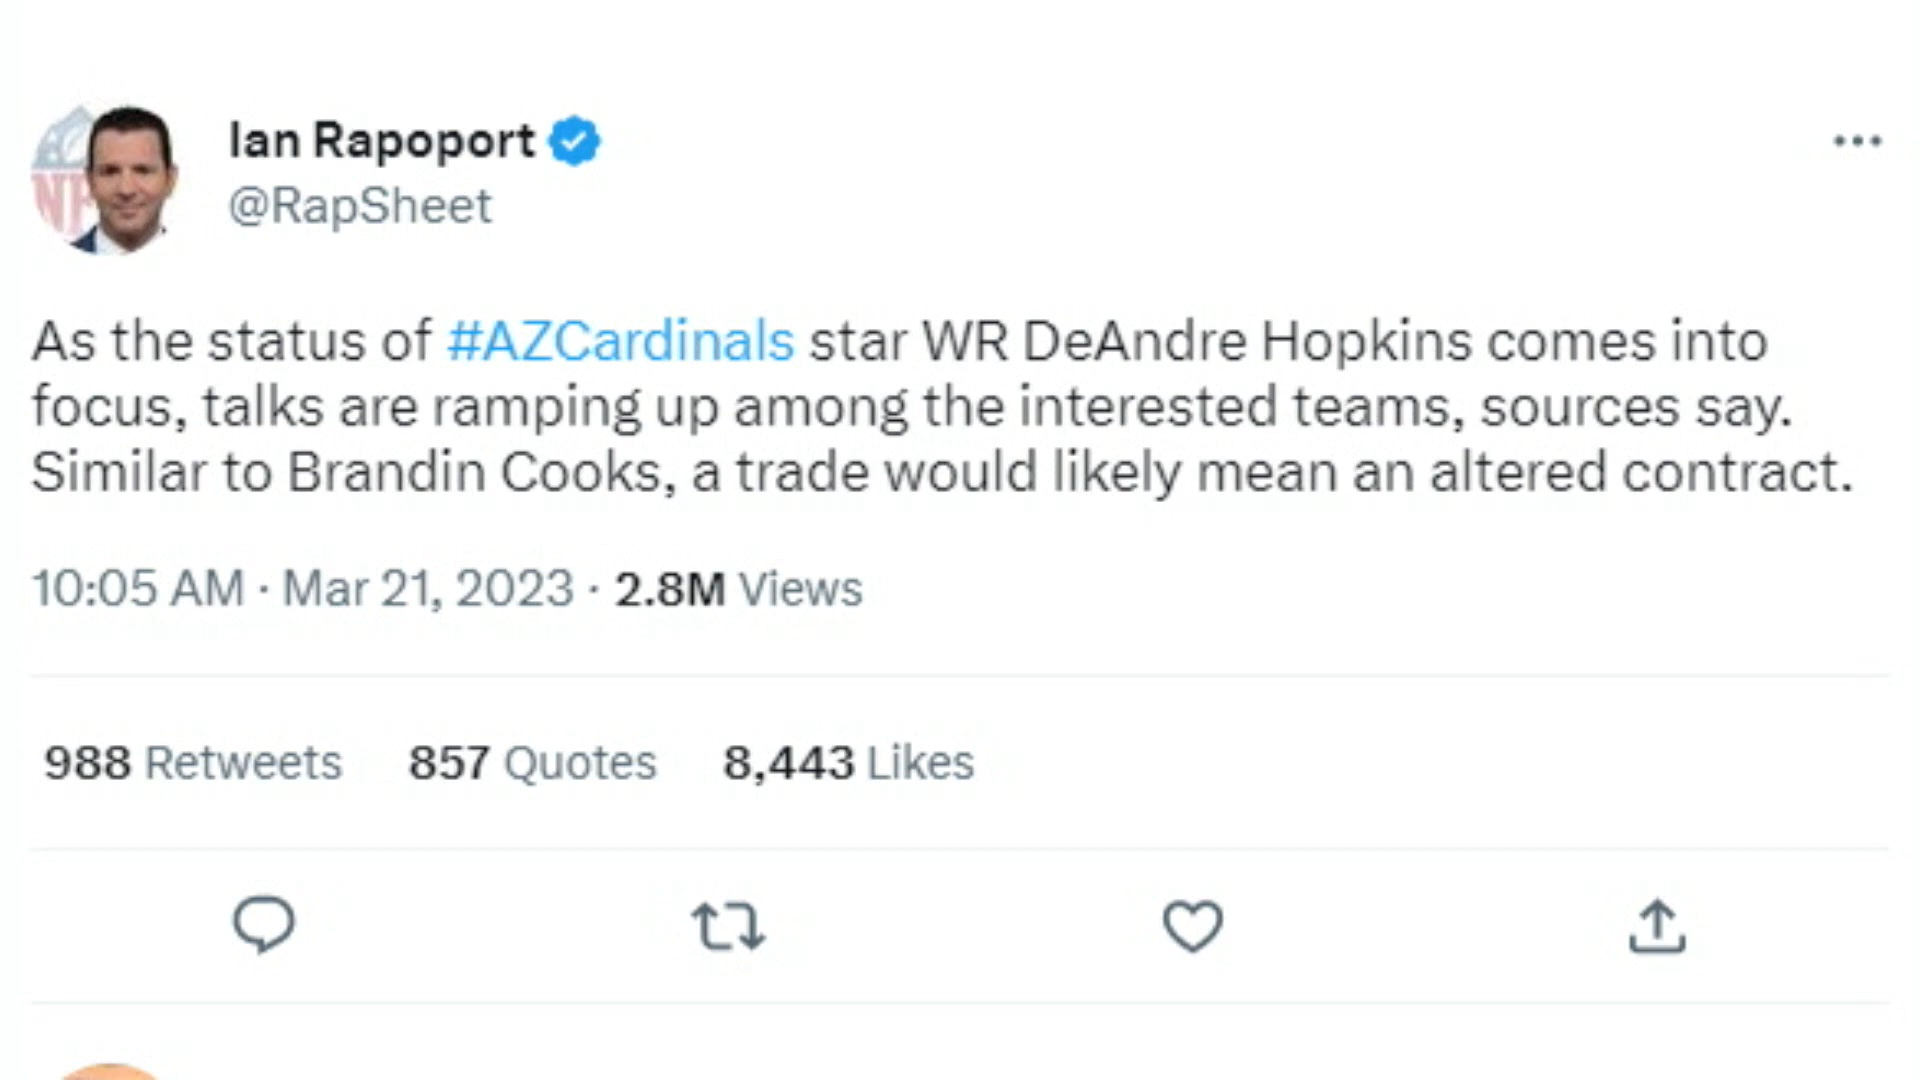 Ian Rapoport
@RapSheet
As the status of #AZCardinals star WR DeAndre Hopkins comes into
focus, talks are ramping up among the interested teams, sources say.
Similar to Brandin Cooks, a trade would likely mean an altered contract.
10:05 AM · Mar 21, 2023 · 2.8M Views
988 Retweets 857 Quotes 8,443 Likes